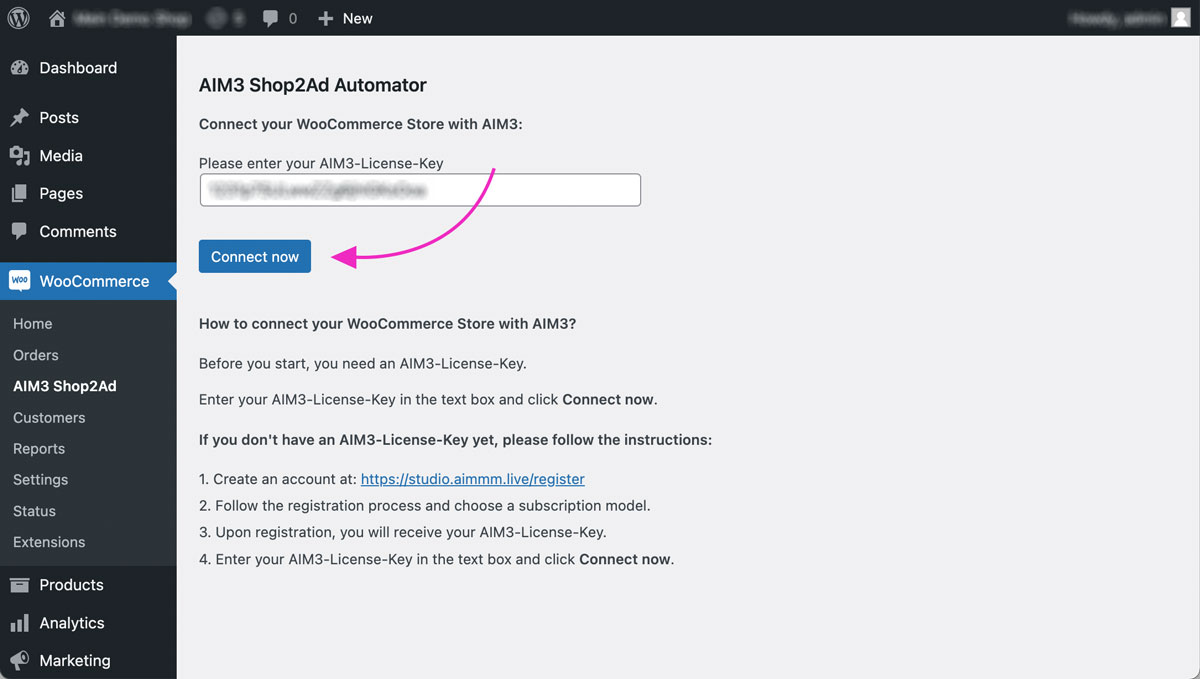 0
New
Dashboard
Posts
Media
Pages
Comments
Woo
WooCommerce
Home
Orders
AIM3 Shop2Ad
Customers
Reports
Settings
Status
Extensions
Products
Analytics
Marketing
AIM3 Shop2Ad Automator
Connect your WooCommerce Store with AIM3:
Please enter your AIM3-License-Key
Connect now
How to connect your WooCommerce Store with AIM3?
Before you start, you need an AIM3-License-Key.
Enter your AIM3-License-Key in the text box and click Connect now.
If you don't have an AIM3-License-Key yet, please follow the instructions:
1. Create an account at: https://studio.aimmm.live/register
2. Follow the registration process and choose a subscription model.
3. Upon registration, you will receive your AIM3-License-Key.
4. Enter your AIM3-License-Key in the text box and click Connect now.